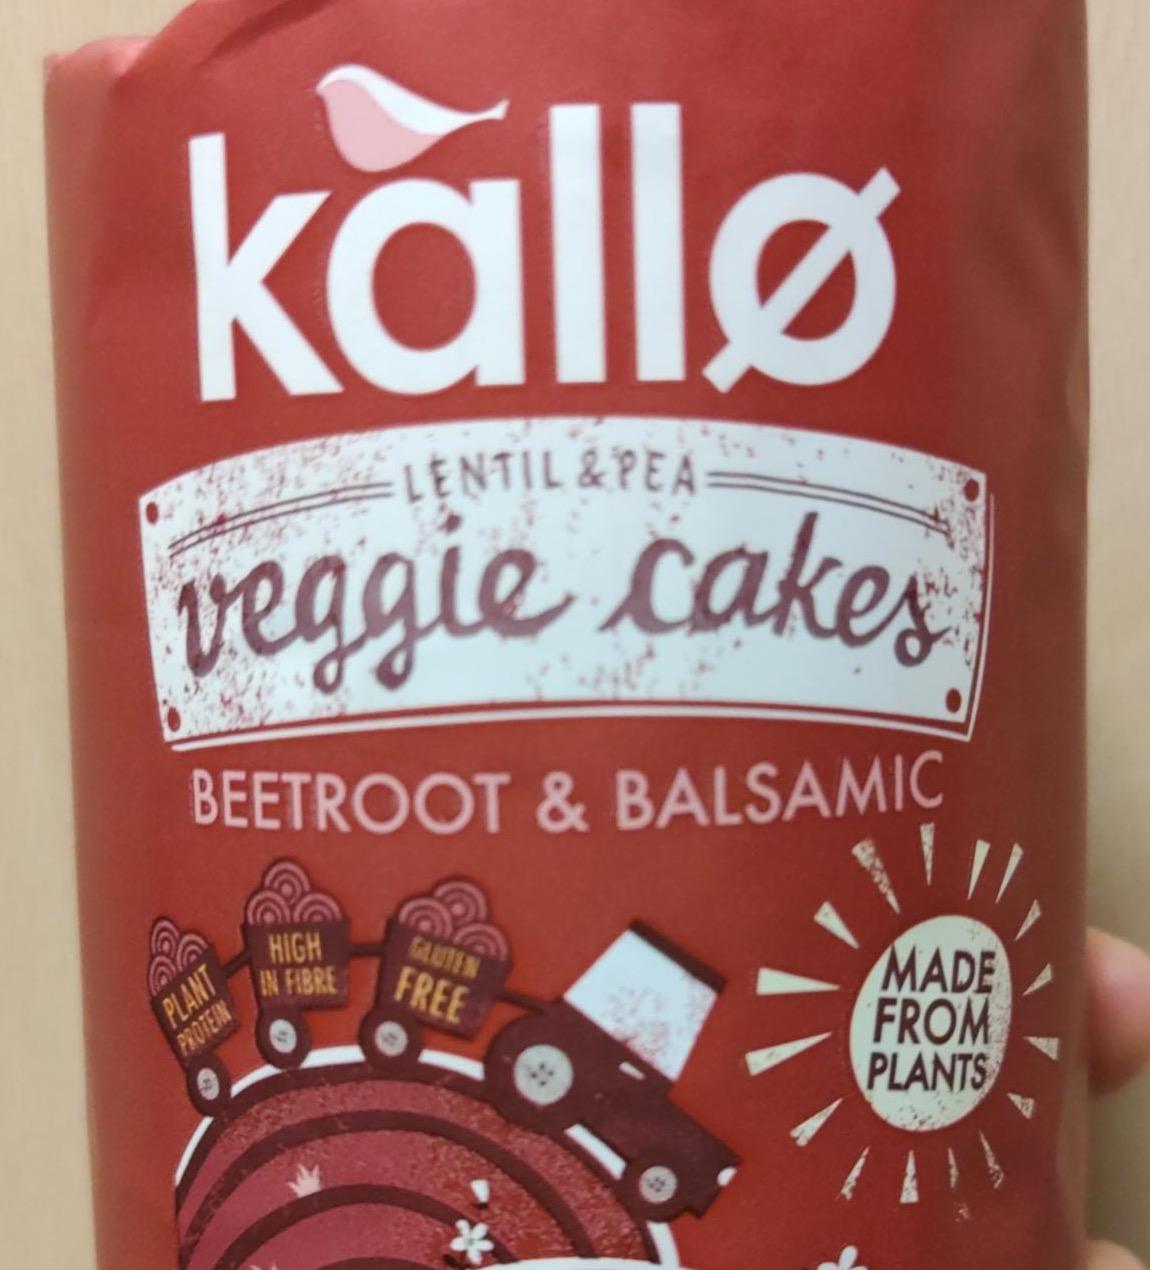 kallø
LENTIL & PEA
veggie cakes
BEETROOT & BALSAMIC
PLANT
PROTEIN
HIGH
IN FIBRE
GLUTEN
FREE
MADE
FROM
PLANTS